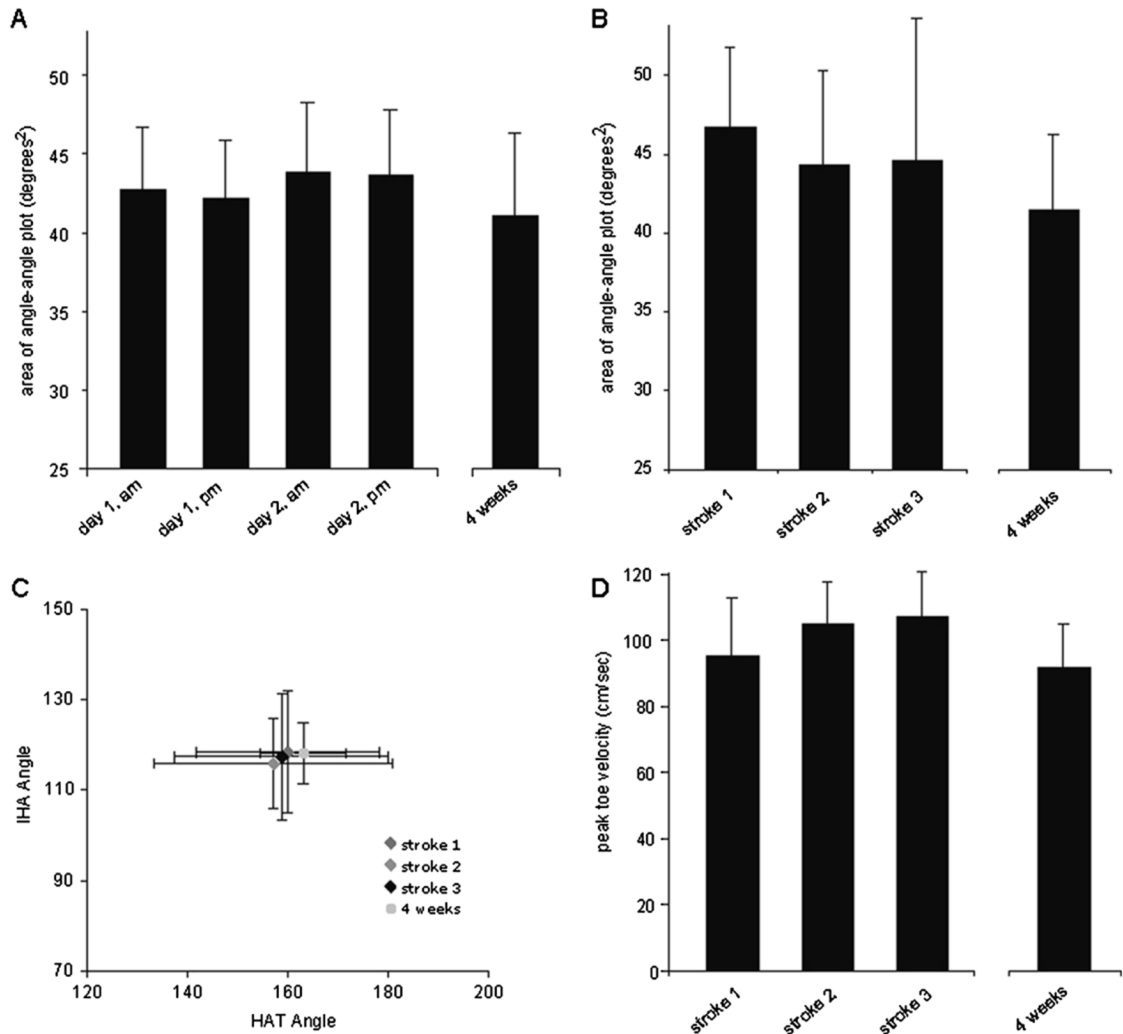 A
area of angle-angle plot (degrees²)
50
45
40
35
30
25
day 1, am
day 1, pm
day 2, am
day 2, pm
4 weeks
B
area of angle-angle plot (degrees²)
50
45
40
35
30
25
stroke 1
stroke 2
stroke 3
4 weeks
C
IHA Angle
150
130
110
90
70
120
140
160
180
200
HAT Angle
stroke 1
stroke 2
stroke 3
4 weeks
D
peak toe velocity (cm/sec)
120
100
80
60
40
20
0
stroke 1
stroke 2
stroke 3
4 weeks